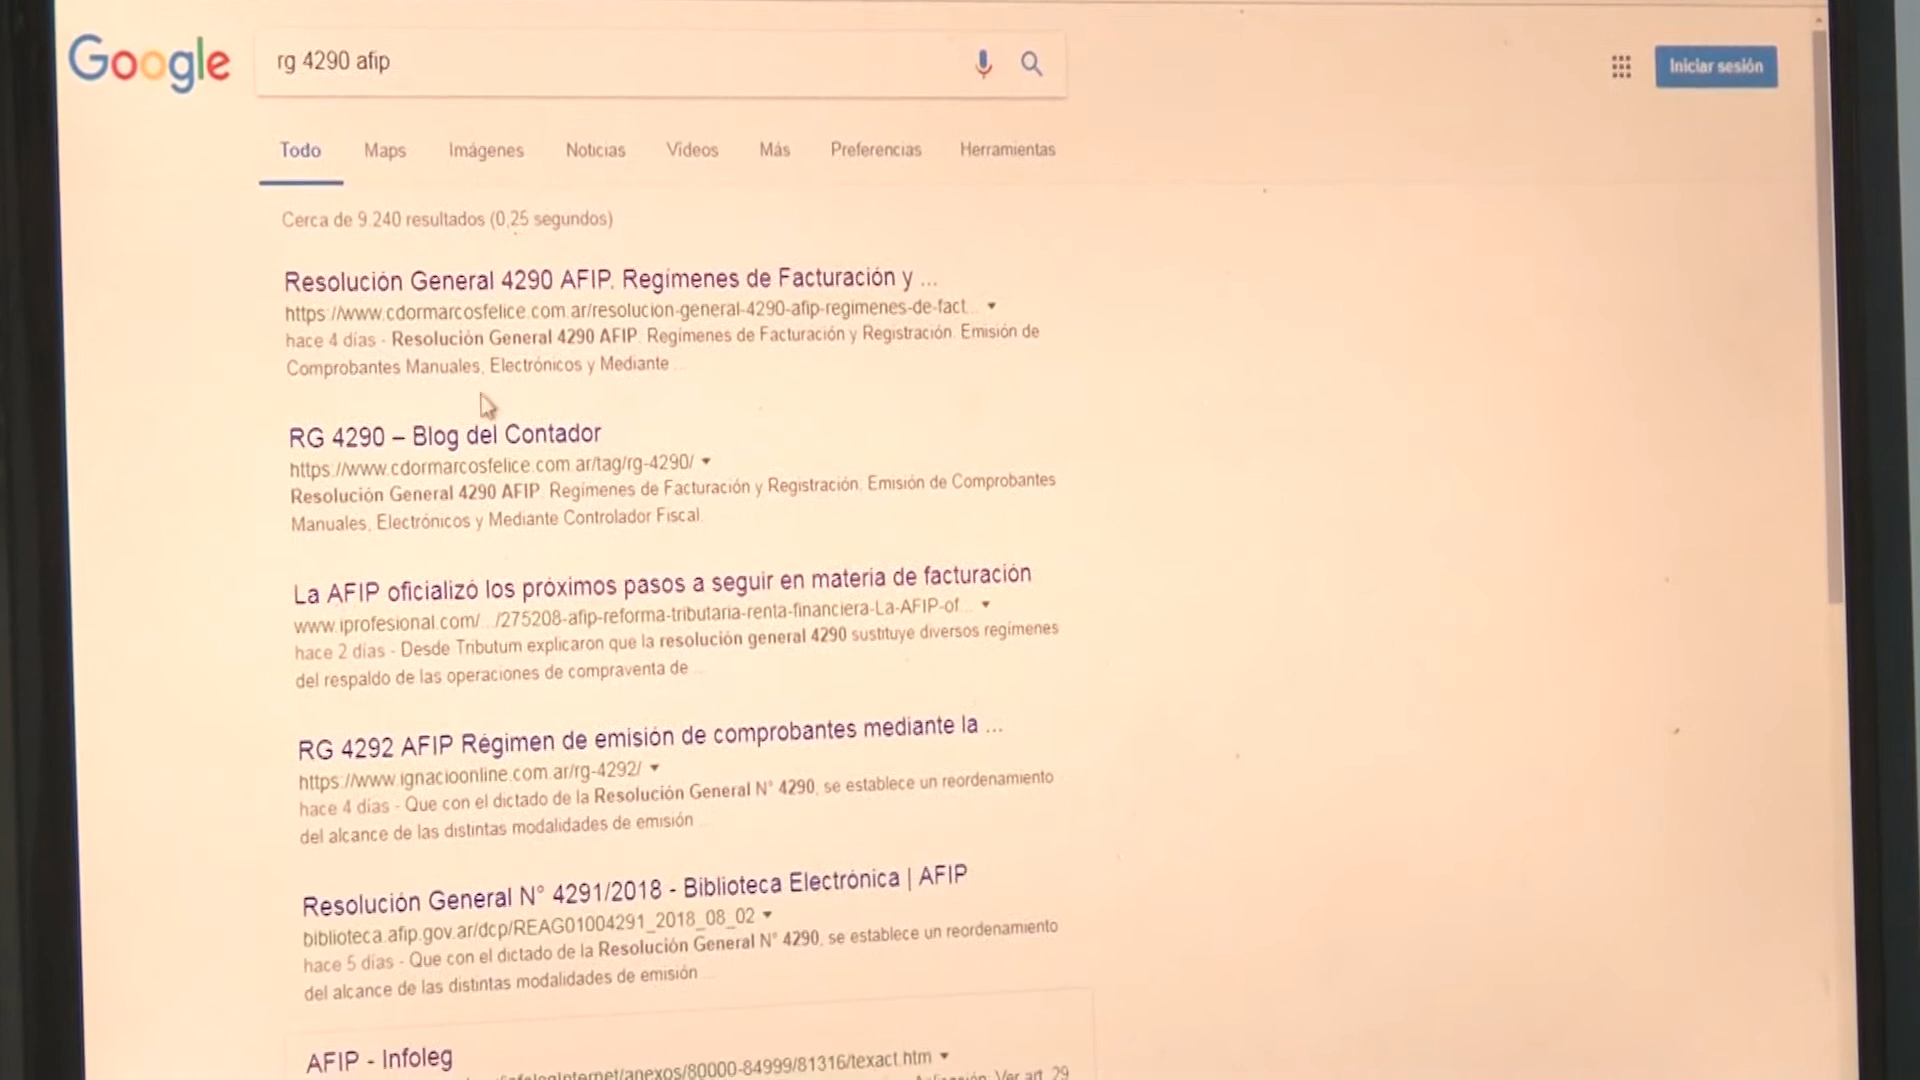 Google
rg 4290 afip
Iniciar sesión
Todo Maps Imágenes Noticias Vídeos Más Preferencias Herramientas
Cerca de 9.240 resultados (0,25 segundos)
Resolución General 4290 AFIP. Regímenes de Facturación y ...
https://www.cdormarcosfelice.com.ar/resolucion-general-4290-afip-regimenes-de-fact...
hace 4 días - Resolución General 4290 AFIP. Regímenes de Facturación y Registración. Emisión de
Comprobantes Manuales, Electrónicos y Mediante ...
RG 4290 – Blog del Contador
https://www.cdormarcosfelice.com.ar/tag/rg-4290/
Resolución General 4290 AFIP. Regímenes de Facturación y Registración. Emisión de Comprobantes
Manuales, Electrónicos y Mediante Controlador Fiscal.
La AFIP oficializó los próximos pasos a seguir en materia de facturación
www.iprofesional.com/.../275208-afip-reforma-tributaria-renta-financiera-La-AFIP-of...
hace 2 días - Desde Tributum explicaron que la resolución general 4290 sustituye diversos regímenes
del respaldo de las operaciones de compraventa de ...
RG 4292 AFIP Régimen de emisión de comprobantes mediante la ...
https://www.ignacioonline.com.ar/rg-4292/
hace 4 días - Que con el dictado de la Resolución General N° 4290, se establece un reordenamiento
del alcance de las distintas modalidades de emisión ...
Resolución General N° 4291/2018 - Biblioteca Electrónica | AFIP
biblioteca.afip.gov.ar/dcp/REAG01004291_2018_08_02
hace 5 días - Que con el dictado de la Resolución General N° 4290, se establece un reordenamiento
del alcance de las distintas modalidades de emisión ...
AFIP - Infoleg
/anexos/80000-84999/81316/texact.htm
Ver art. 29